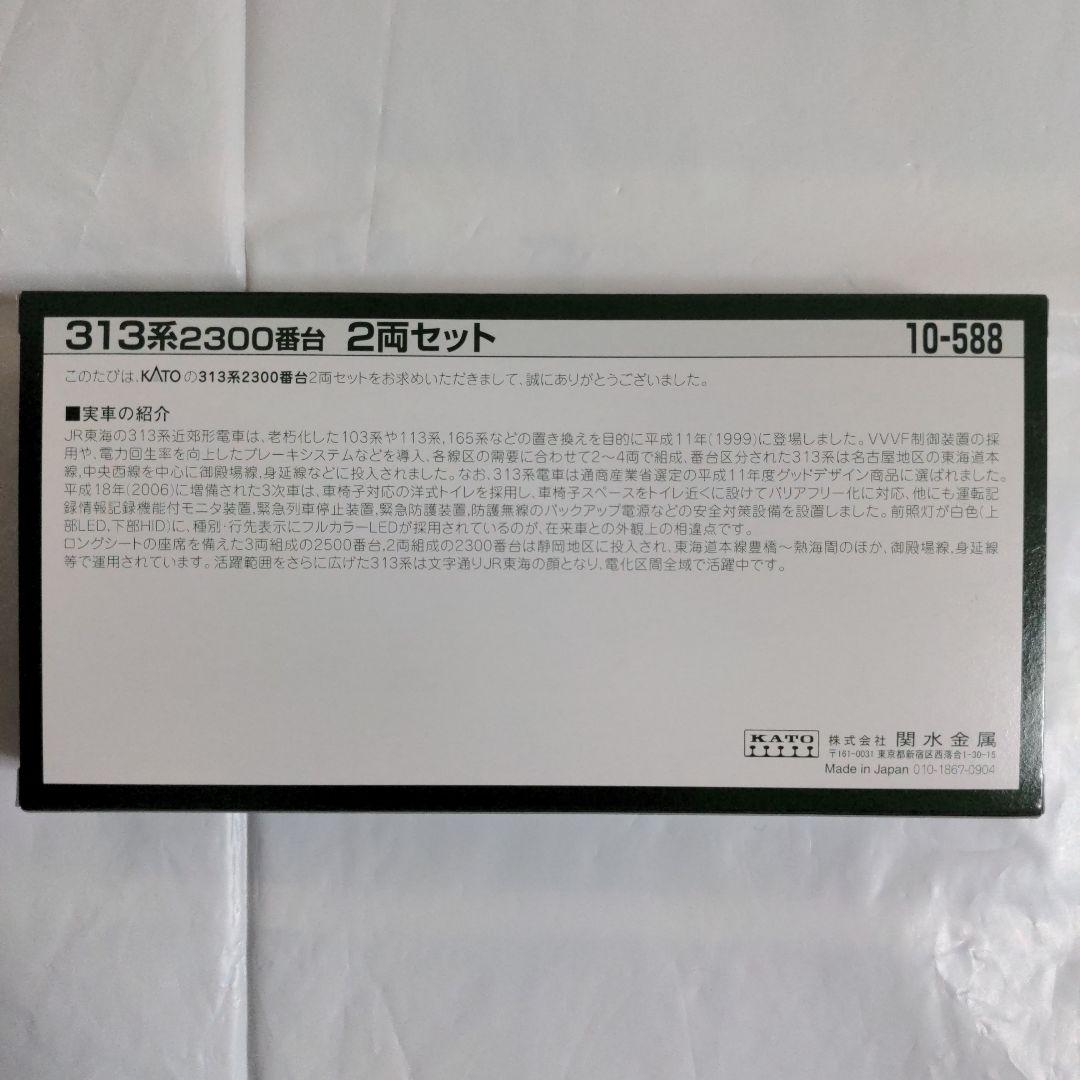 313系2300番台 2両セット 10-588
このたびは、KATOの313系2300番台2両セットをお求めいただきまして、誠にありがとうございました。
■実車の紹介
JR東海の313系近郊形電車は、老朽化した103系や113系,165系などの置き換えを目的に平成11年(1999)に登場しました。VVVF制御装置の採
用や、電力回生率を向上したブレーキシステムなどを導入、各線区の需要に合わせて2〜4両で組成、番台区分された313系は名古屋地区の東海道本
線,中央西線を中心に御殿場線,身延線などに投入されました。なお、313系電車は通商産業省選定の平成11年度グッドデザイン商品に選ばれました。
平成18年(2006)に増備された3次車は、車椅子対応の洋式トイレを採用し、車椅子スペースをトイレ近くに設けてバリアフリー化に対応、他にも運転記
録情報記録機能付モニタ装置,緊急列車停止装置,緊急防護装置,防護無線のバックアップ電源などの安全対策設備を設置しました。前照灯が白色(上
部LED,下部HID)に、種別・行先表示にフルカラーLEDが採用されているのが、在来車との外観上の相違点です。
ロングシートの座席を備えた3両組成の2500番台,2両組成の2300番台は静岡地区に投入され、東海道本線豊橋〜熱海間のほか、御殿場線,身延線
等で運用されています。活躍範囲をさらに広げた313系は文字通りJR東海の顔となり、電化区間全域で活躍中です。
KATO 株式会社 関水金属
〒161-0031 東京都新宿区西落合1-30-15
Made in Japan 010-1867-0904